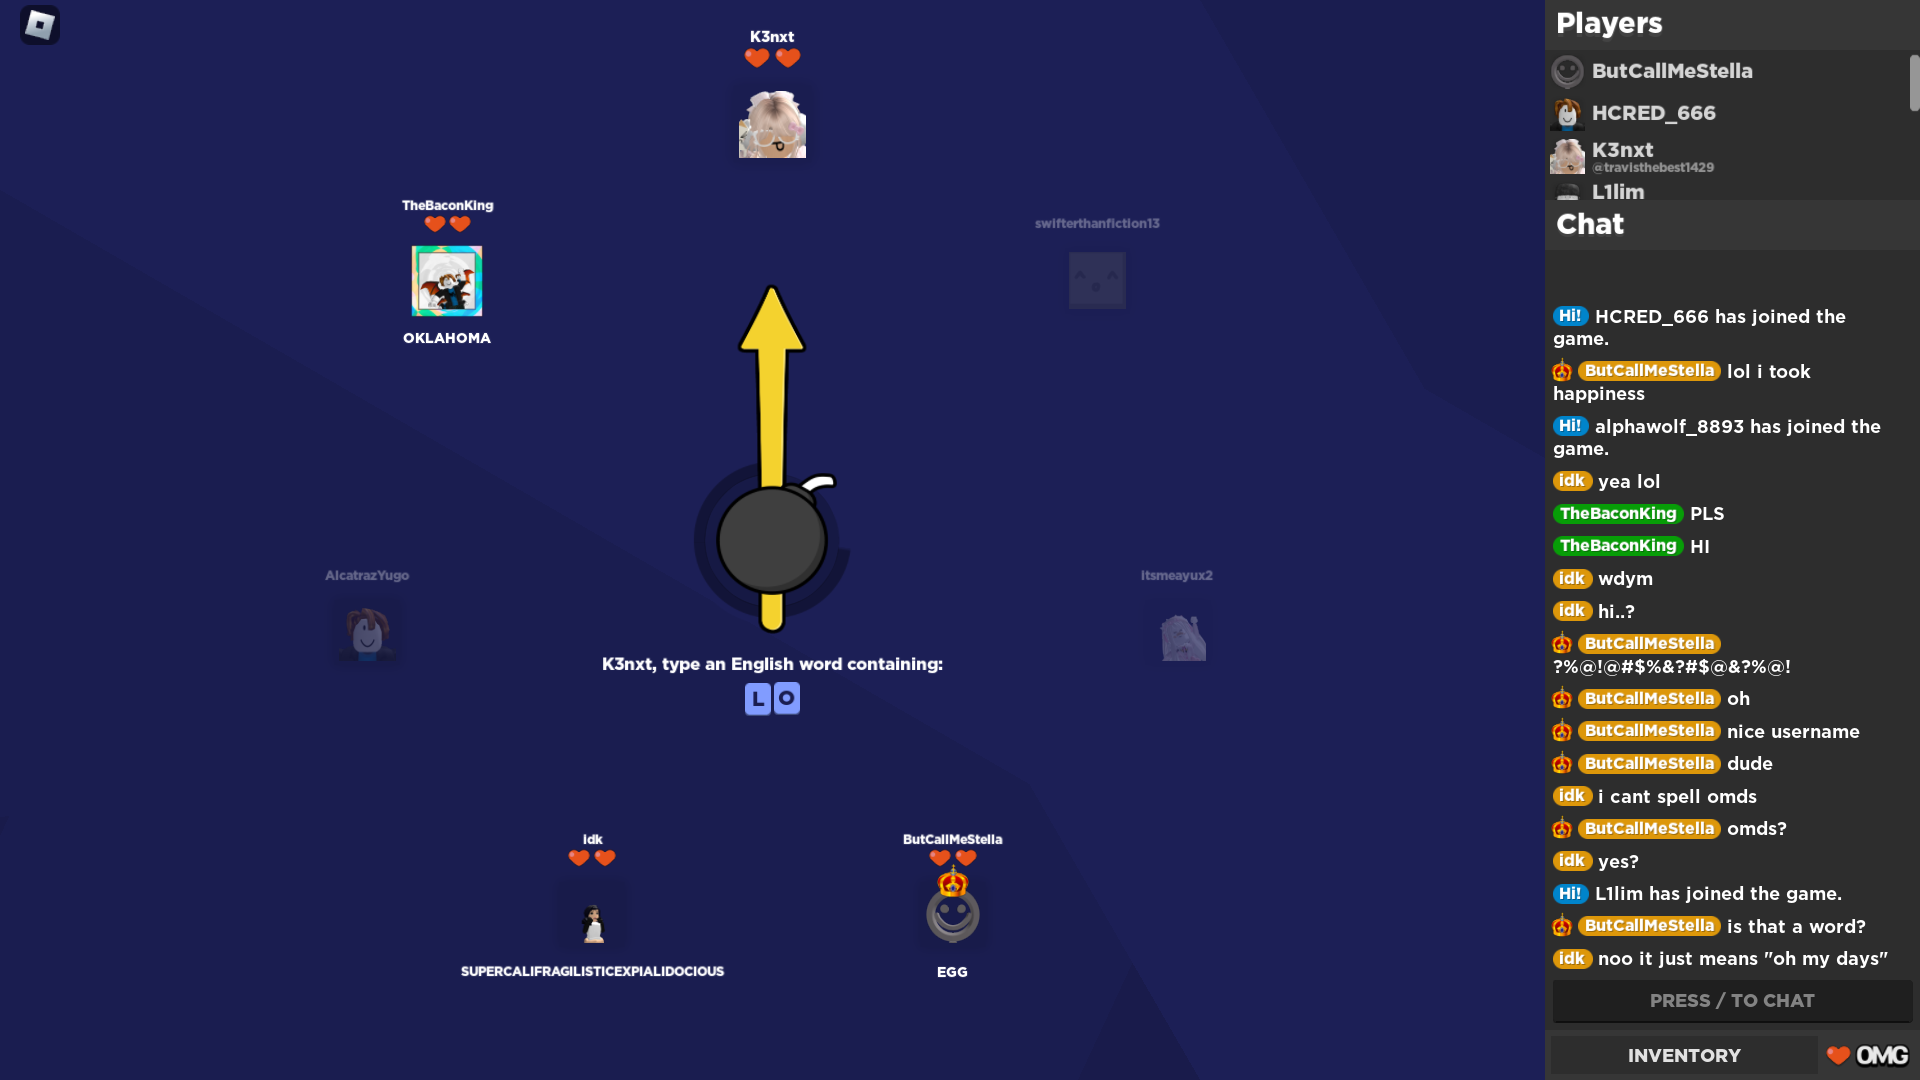 K3nxt
TheBaconKing
OKLAHOMA
swifterthanfiction13
AlcatrazYugo
itsmeayux2
K3nxt, type an English word containing:
L O
idk
SUPERCALIFRAGILISTICEXPIALIDOCIOUS
ButCallMeStella
EGG
Players
ButCallMeStella
HCRED_666
K3nxt
@travisthebest1429
L1lim
Chat
Hi! HCRED_666 has joined the
game.
ButCallMeStella lol i took
happiness
Hi! alphawolf_8893 has joined the
game.
idk yea lol
TheBaconKing PLS
TheBaconKing HI
idk wdym
idk hi..?
ButCallMeStella
?%@!@#$%&?#$@&?%@!
ButCallMeStella oh
ButCallMeStella nice username
ButCallMeStella dude
idk i cant spell omds
ButCallMeStella omds?
idk yes?
Hi! L1lim has joined the game.
ButCallMeStella is that a word?
idk noo it just means "oh my days"
PRESS / TO CHAT
INVENTORY
OMG